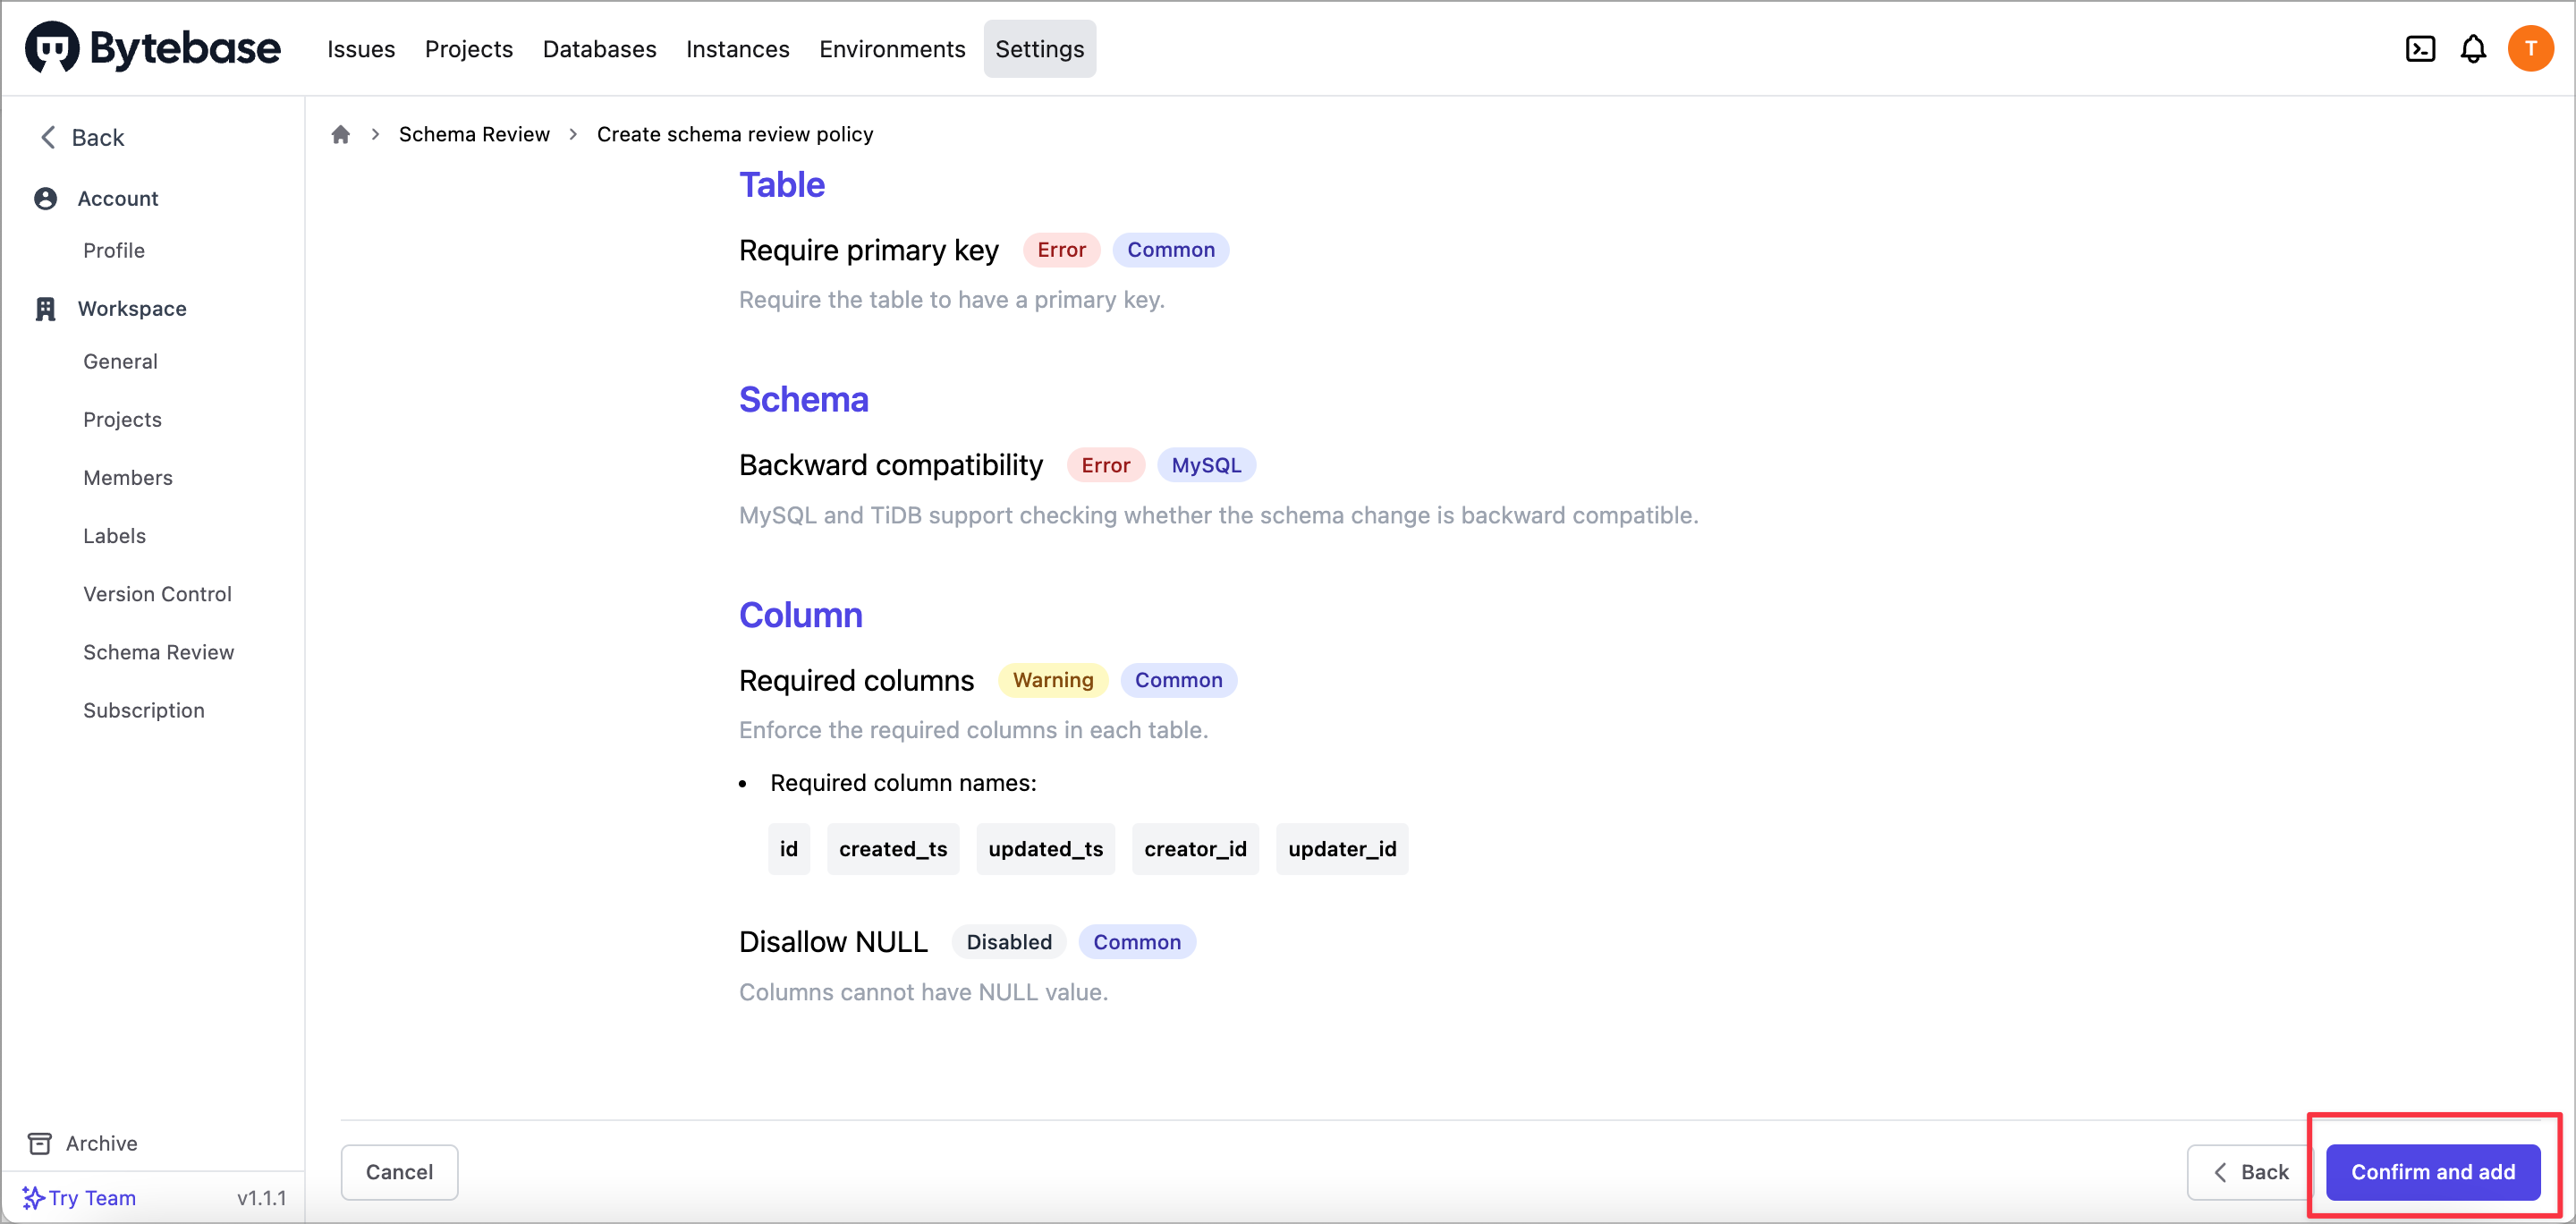 Bytebase Issues Projects Databases Instances Environments Settings T
Back
Account
Profile
Workspace
General
Projects
Members
Labels
Version Control
Schema Review
Subscription
Archive
Try Team v1.1.1
Schema Review Create schema review policy
Table
Require primary key Error Common
Require the table to have a primary key.
Schema
Backward compatibility Error MySQL
MySQL and TiDB support checking whether the schema change is backward compatible.
Column
Required columns Warning Common
Enforce the required columns in each table.
• Required column names:
id created_ts updated_ts creator_id updater_id
Disallow NULL Disabled Common
Columns cannot have NULL value.
Cancel Back Confirm and add